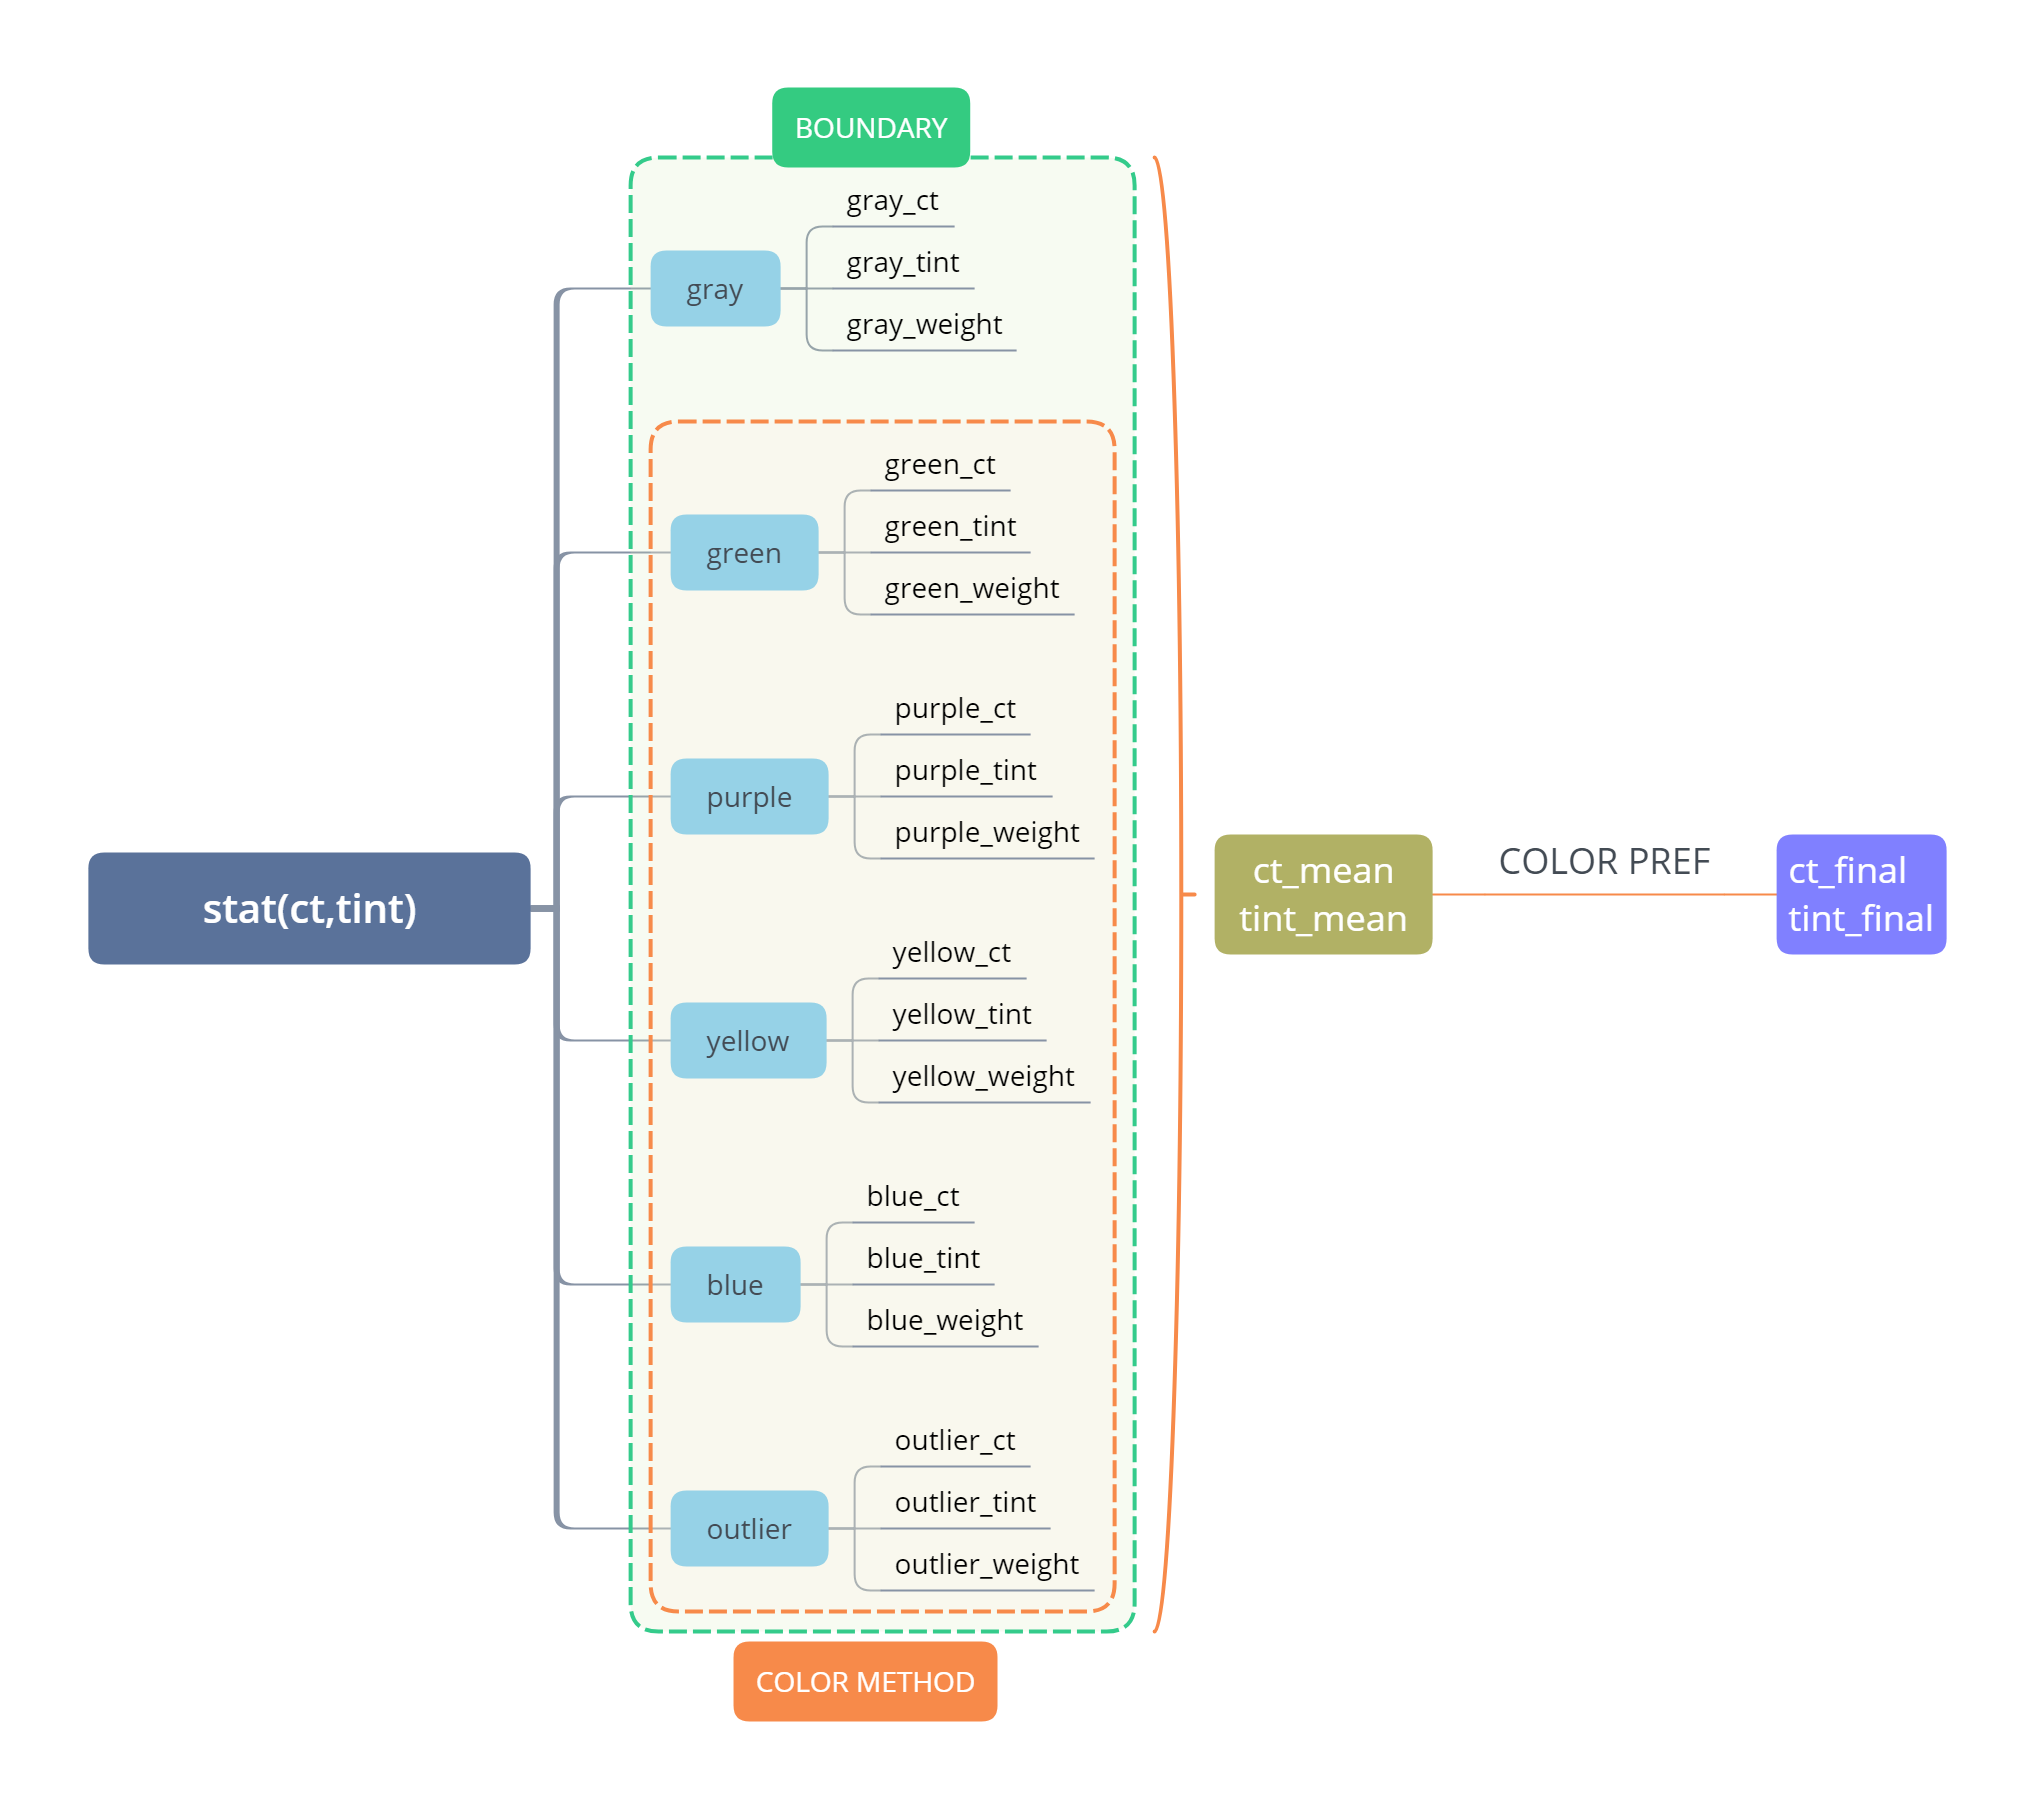 BOUNDARY
gray_ct
gray_tint
gray
gray_weight
green_ct
green_tint
green
green_weight
purple_ct
purple_tint
purple
purple_weight
stat(ct,tint)
ct_mean
tint_mean
COLOR PREF
ct_final
tint_final
yellow_ct
yellow_tint
yellow
yellow_weight
blue_ct
blue_tint
blue
blue_weight
outlier_ct
outlier_tint
outlier
outlier_weight
COLOR METHOD